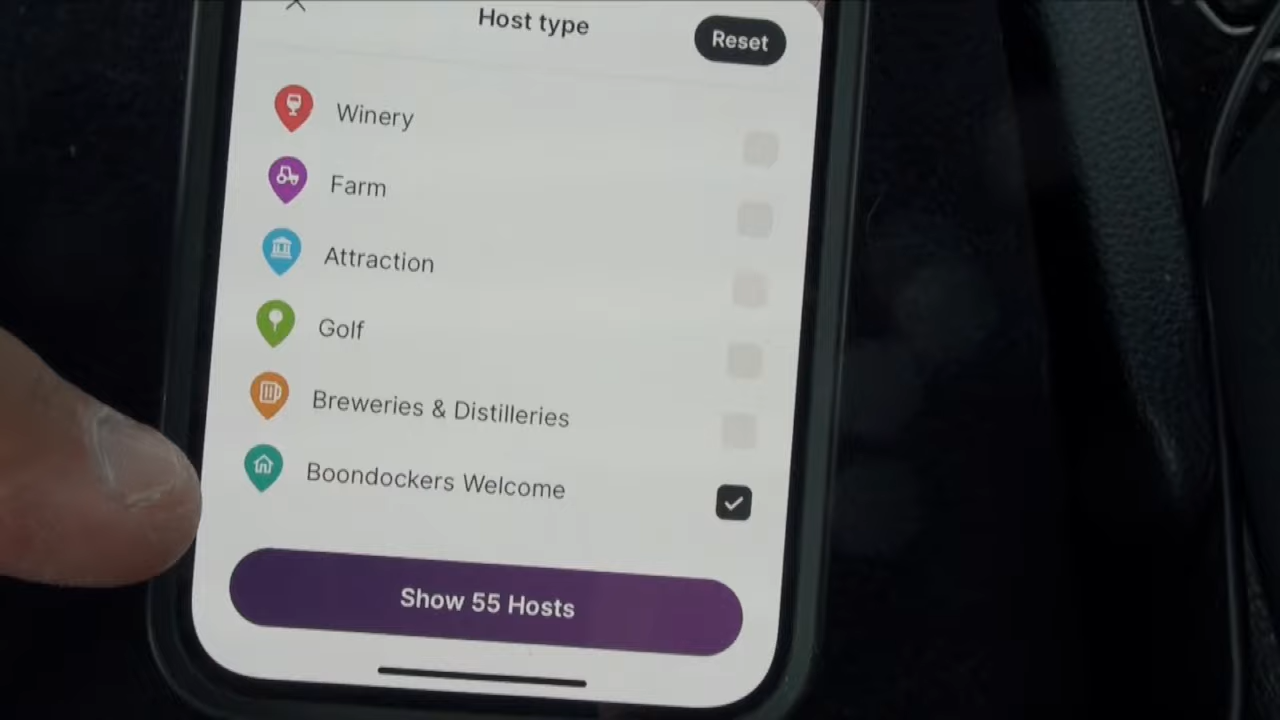 Host type
Reset
Winery
Farm
Attraction
Golf
Breweries & Distilleries
Boondockers Welcome
Show 55 Hosts